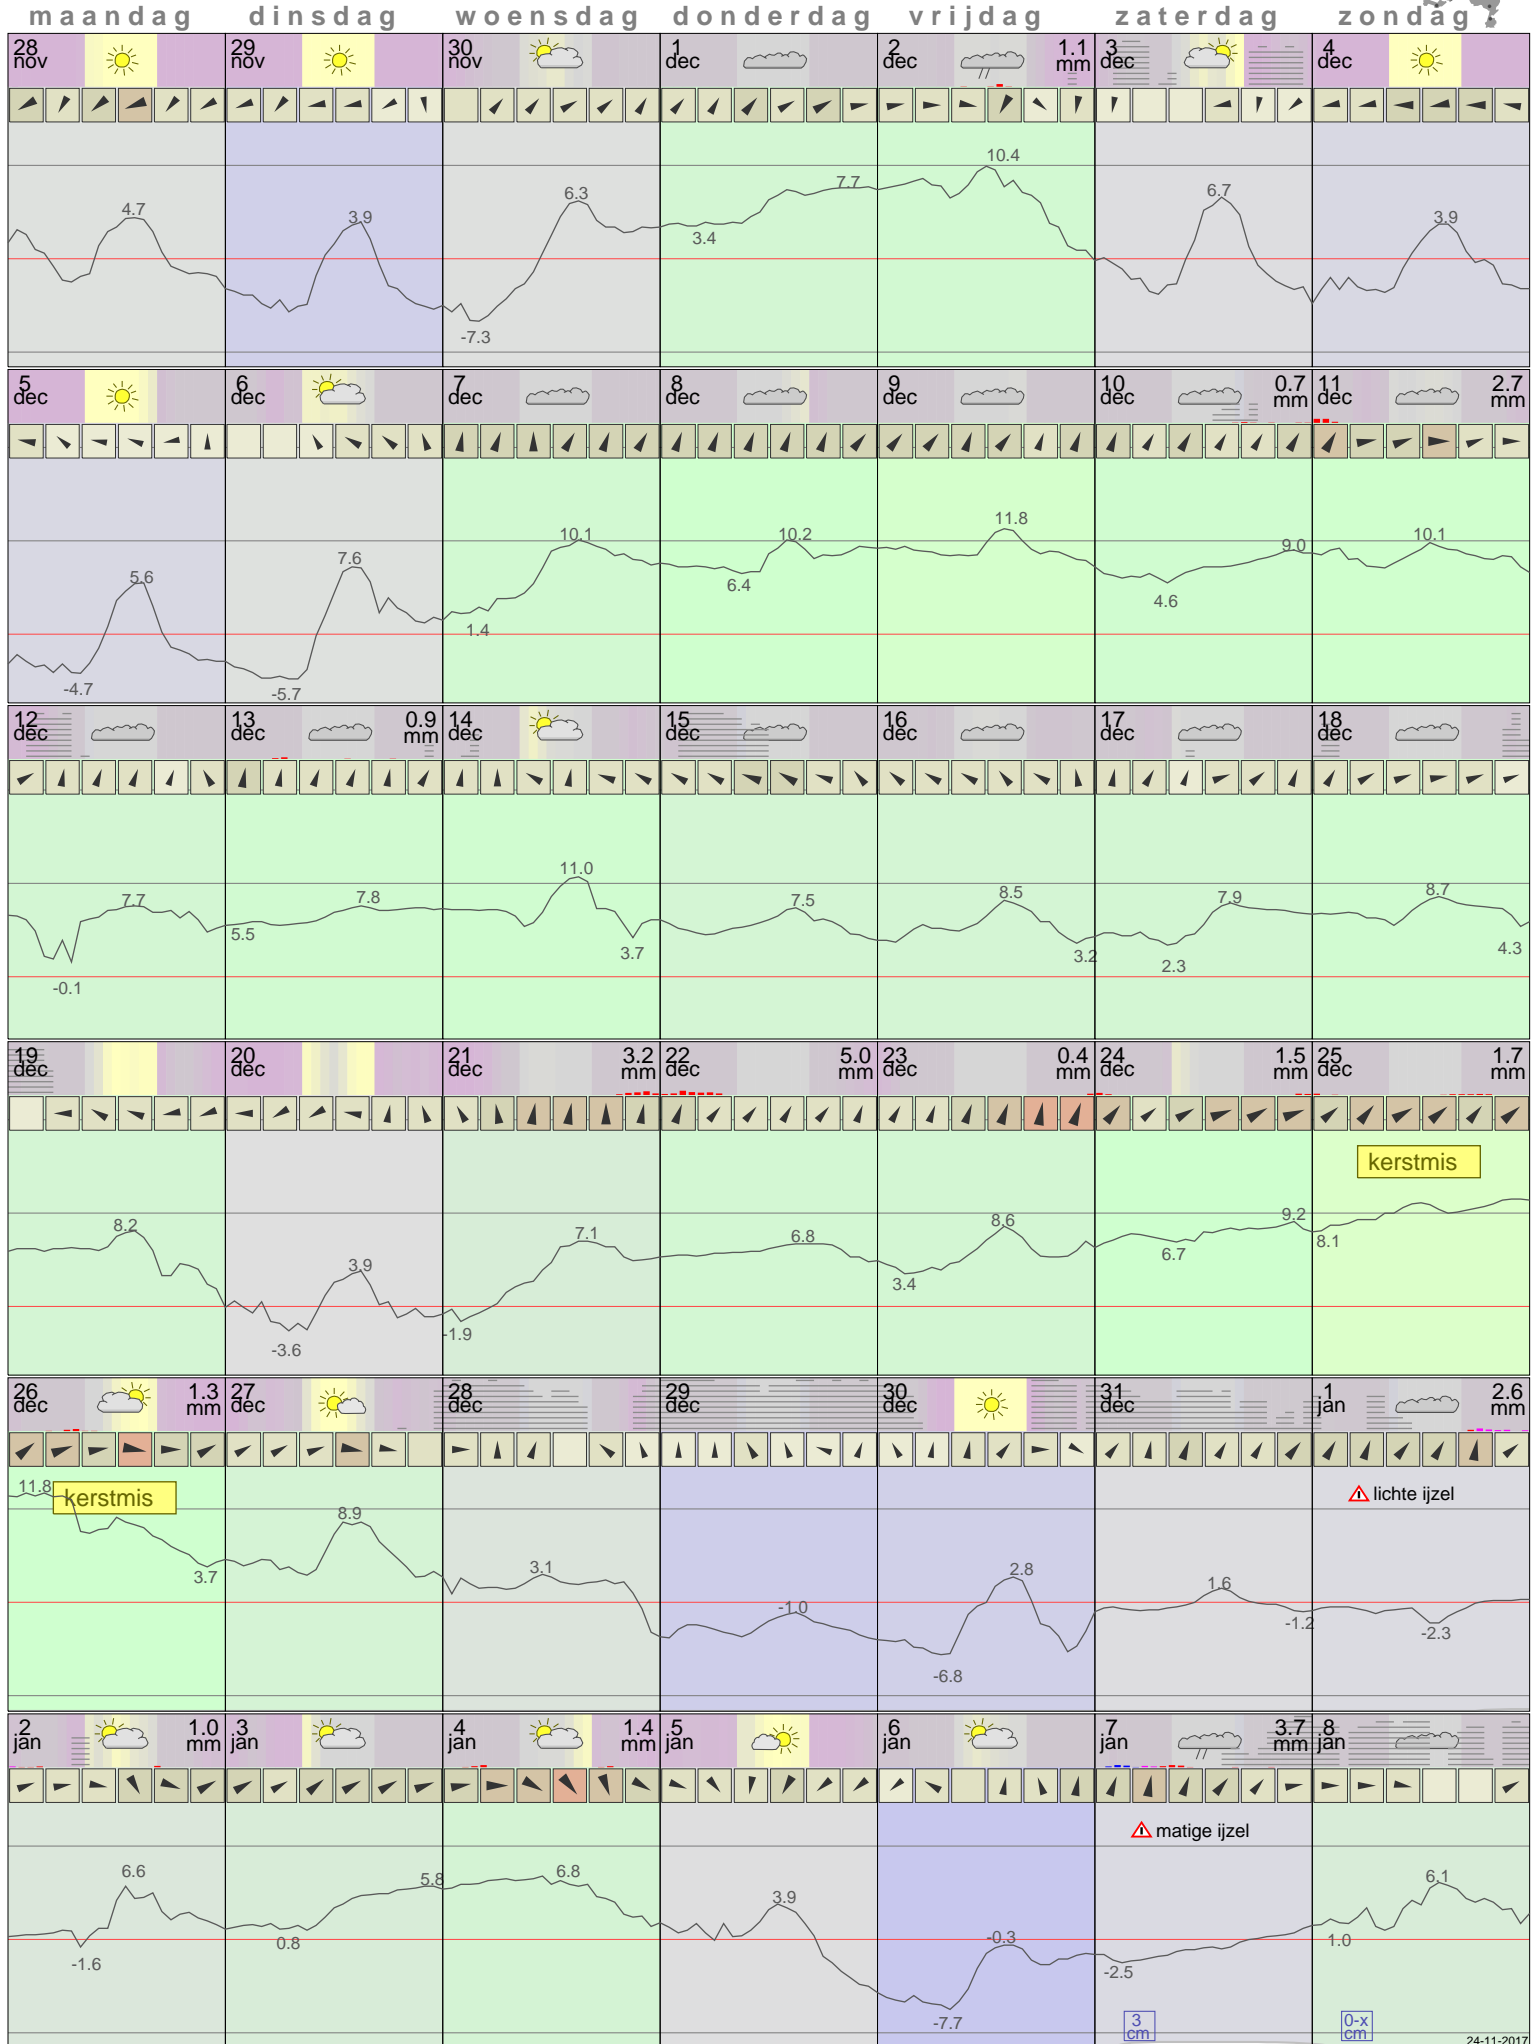 maandag dinsdag woensdag donderdag vrijdag zaterdag zondag
28 29 30 1 2 1.1 3 4
nov nov nov dec dec mm dec dec
4.7 3.9 -7.3 6.3 3.4 7.7 10.4 6.7 3.9
5 6 7 8 9 10 0.7 11 2.7
dec dec dec dec dec dec mm dec mm
-4.7 5.6 -5.7 7.6 1.4 10.1 6.4 10.2 11.8 4.6 9.0 10.1
12 13 0.9 14 15 16 17 18
dec dec mm dec dec dec dec dec
-0.1 7.7 5.5 7.8 11.0 3.7 7.5 8.5 3.2 2.3 7.9 8.7 4.3
19 20 21 3.2 22 5.0 23 0.4 24 1.5 25 1.7
dec dec dec mm dec mm dec mm dec mm dec mm
kerstmis
8.2 -3.6 3.9 -1.9 7.1 6.8 3.4 8.6 6.7 9.2 8.1
26 1.3 27 28 29 30 31 1 2.6
dec mm dec dec dec dec dec jan mm
11.8 kerstmis lichte ijzel
3.7 8.9 3.1 -1.0 -6.8 2.8 1.6 -1.2 -2.3
2 1.0 3 4 1.4 5 6 7 3.7 8
jan mm jan jan mm jan jan jan mm jan
matige ijzel
-1.6 6.6 0.8 5.8 6.8 3.9 -7.7 -0.3 -2.5 1.0 6.1
3 0-x
cm cm
24-11-2017